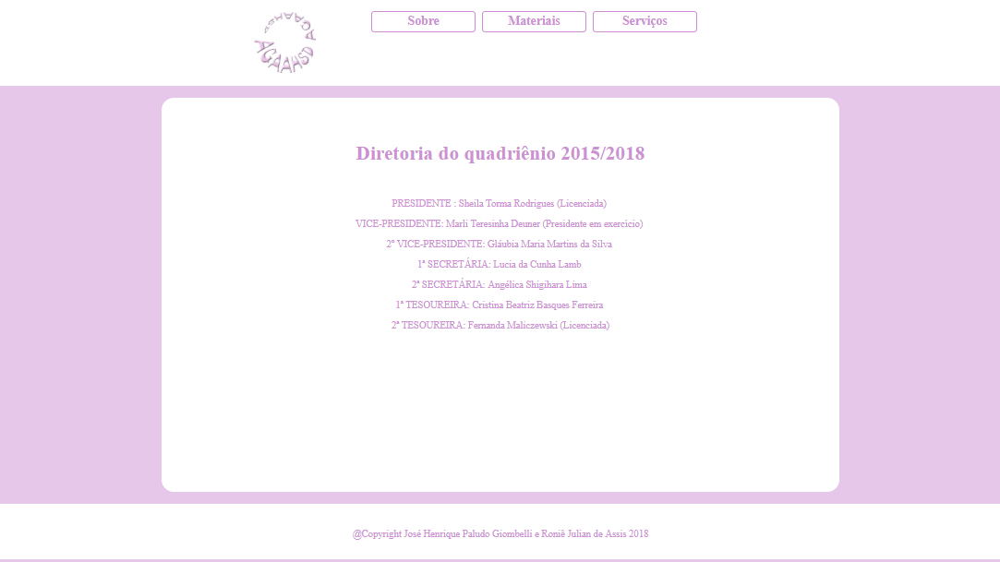 AGAAHSD
Sobre
Materiais
Serviços
Diretoria do quadriênio 2015/2018
PRESIDENTE : Sheila Torma Rodrigues (Licenciada)
VICE-PRESIDENTE: Marli Teresinha Deuner (Presidente em exercício)
2º VICE-PRESIDENTE: Gláubia Maria Martins da Silva
1ª SECRETÁRIA: Lucia da Cunha Lamb
2ª SECRETÁRIA: Angélica Shigihara Lima
1ª TESOUREIRA: Cristina Beatriz Basques Ferreira
2ª TESOUREIRA: Fernanda Maliczewski (Licenciada)
@Copyright José Henrique Paludo Giombelli e Roniê Julian de Assis 2018